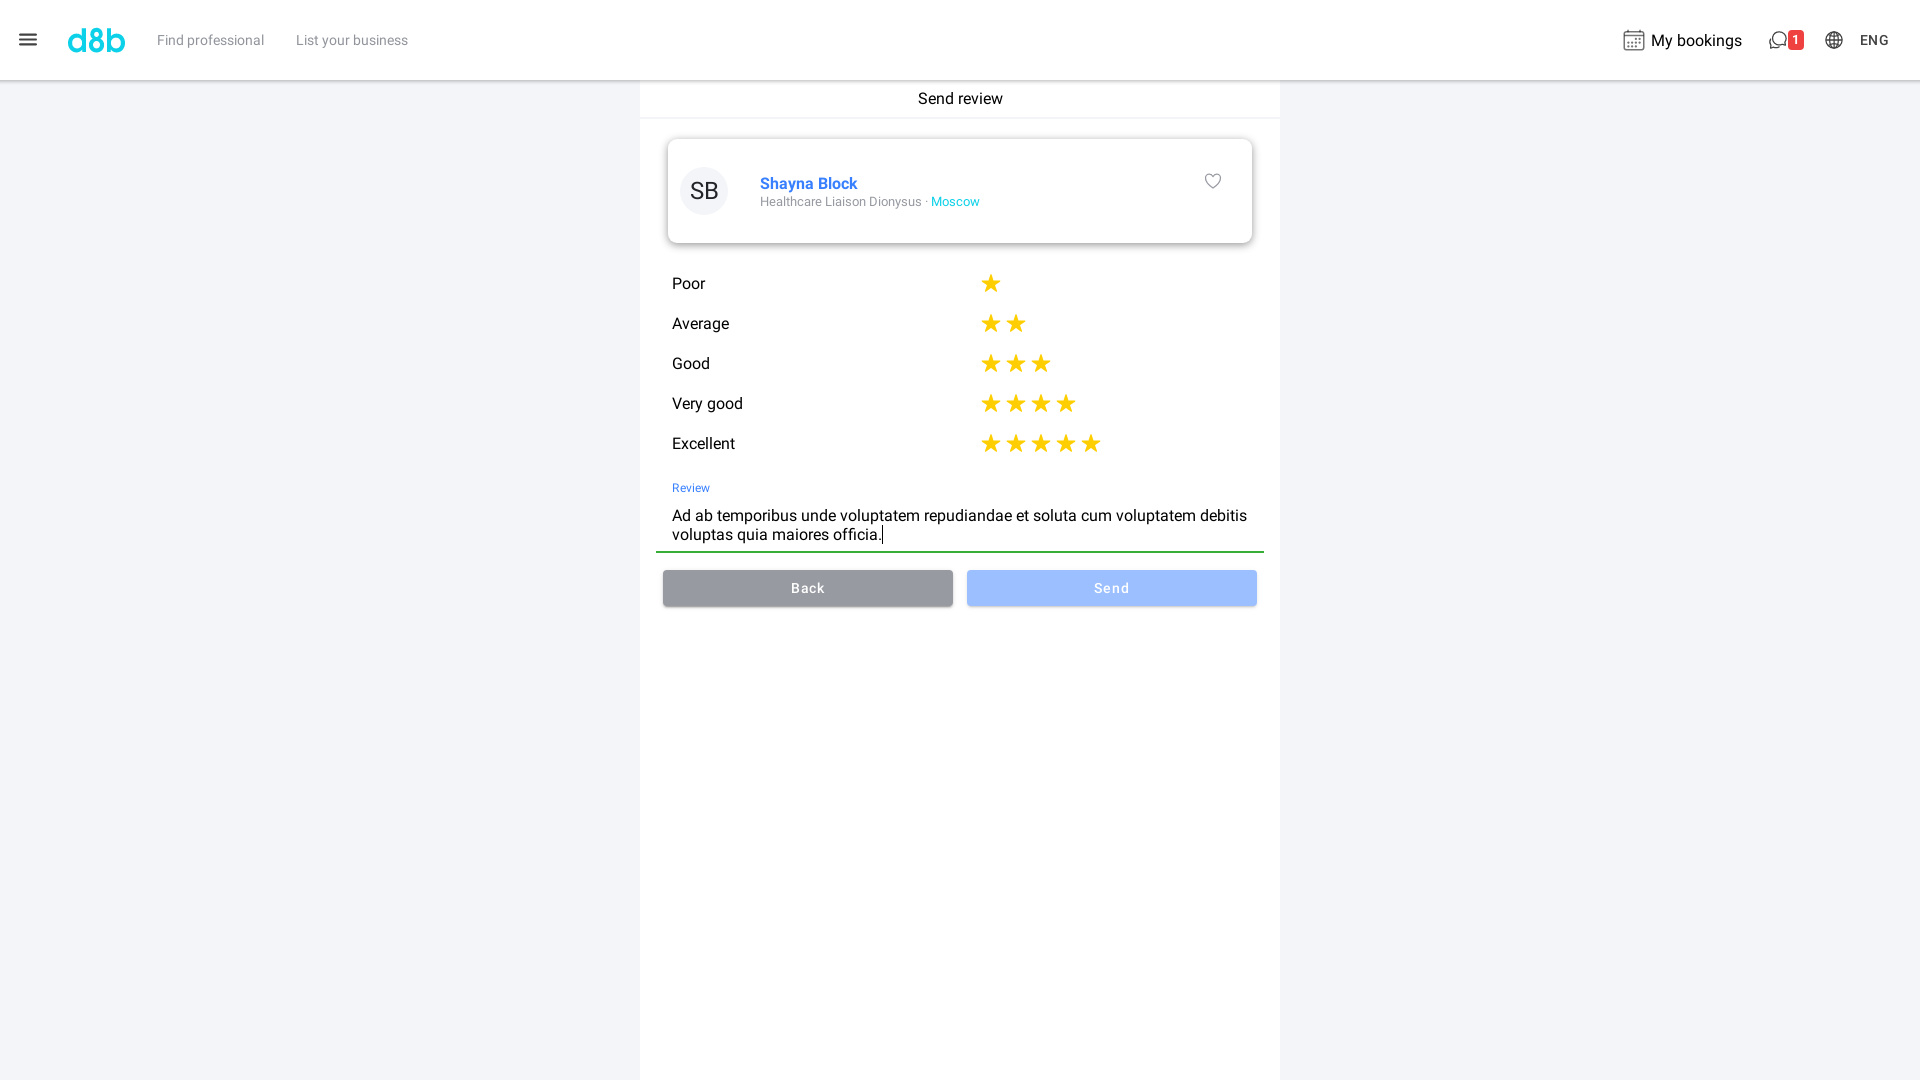 d8b
Find professional
List your business
My bookings
1
ENG
Send review
SB
Shayna Block
Healthcare Liaison Dionysus · Moscow
Poor
Average
Good
Very good
Excellent
Review
Ad ab temporibus unde voluptatem repudiandae et soluta cum voluptatem debitis
voluptas quia maiores officia.
Back
Send